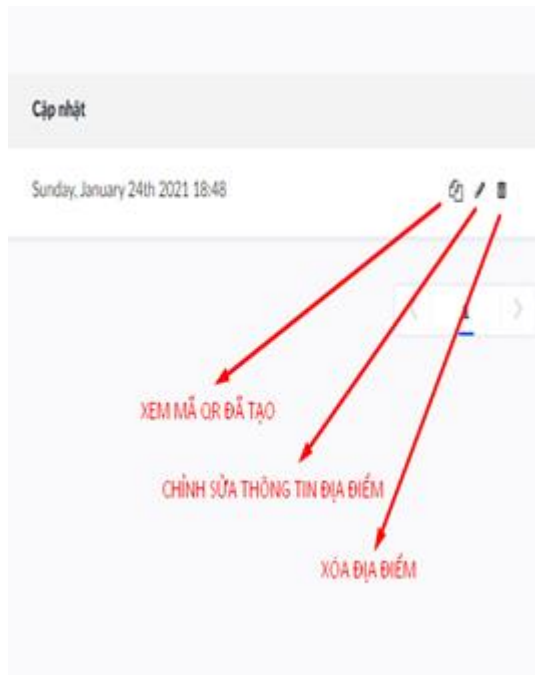 Cập nhật
Sunday, January 24th 2021 18:48
1
XEM MÃ QR ĐÃ TẠO
CHỈNH SỬA THÔNG TIN ĐỊA ĐIỂM
XÓA ĐỊA ĐIỂM